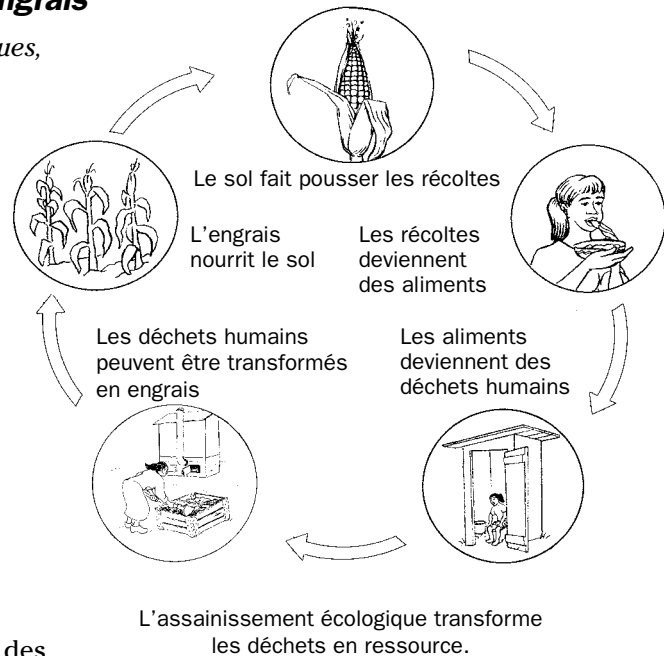 engrais
ues,
Le sol fait pousser les récoltes
L'engrais
nourrit le sol
Les récoltes
deviennent
des aliments
Les déchets humains
peuvent être transformés
en engrais
Les aliments
deviennent des
déchets humains
L'assainissement écologique transforme
les déchets en ressource.
des